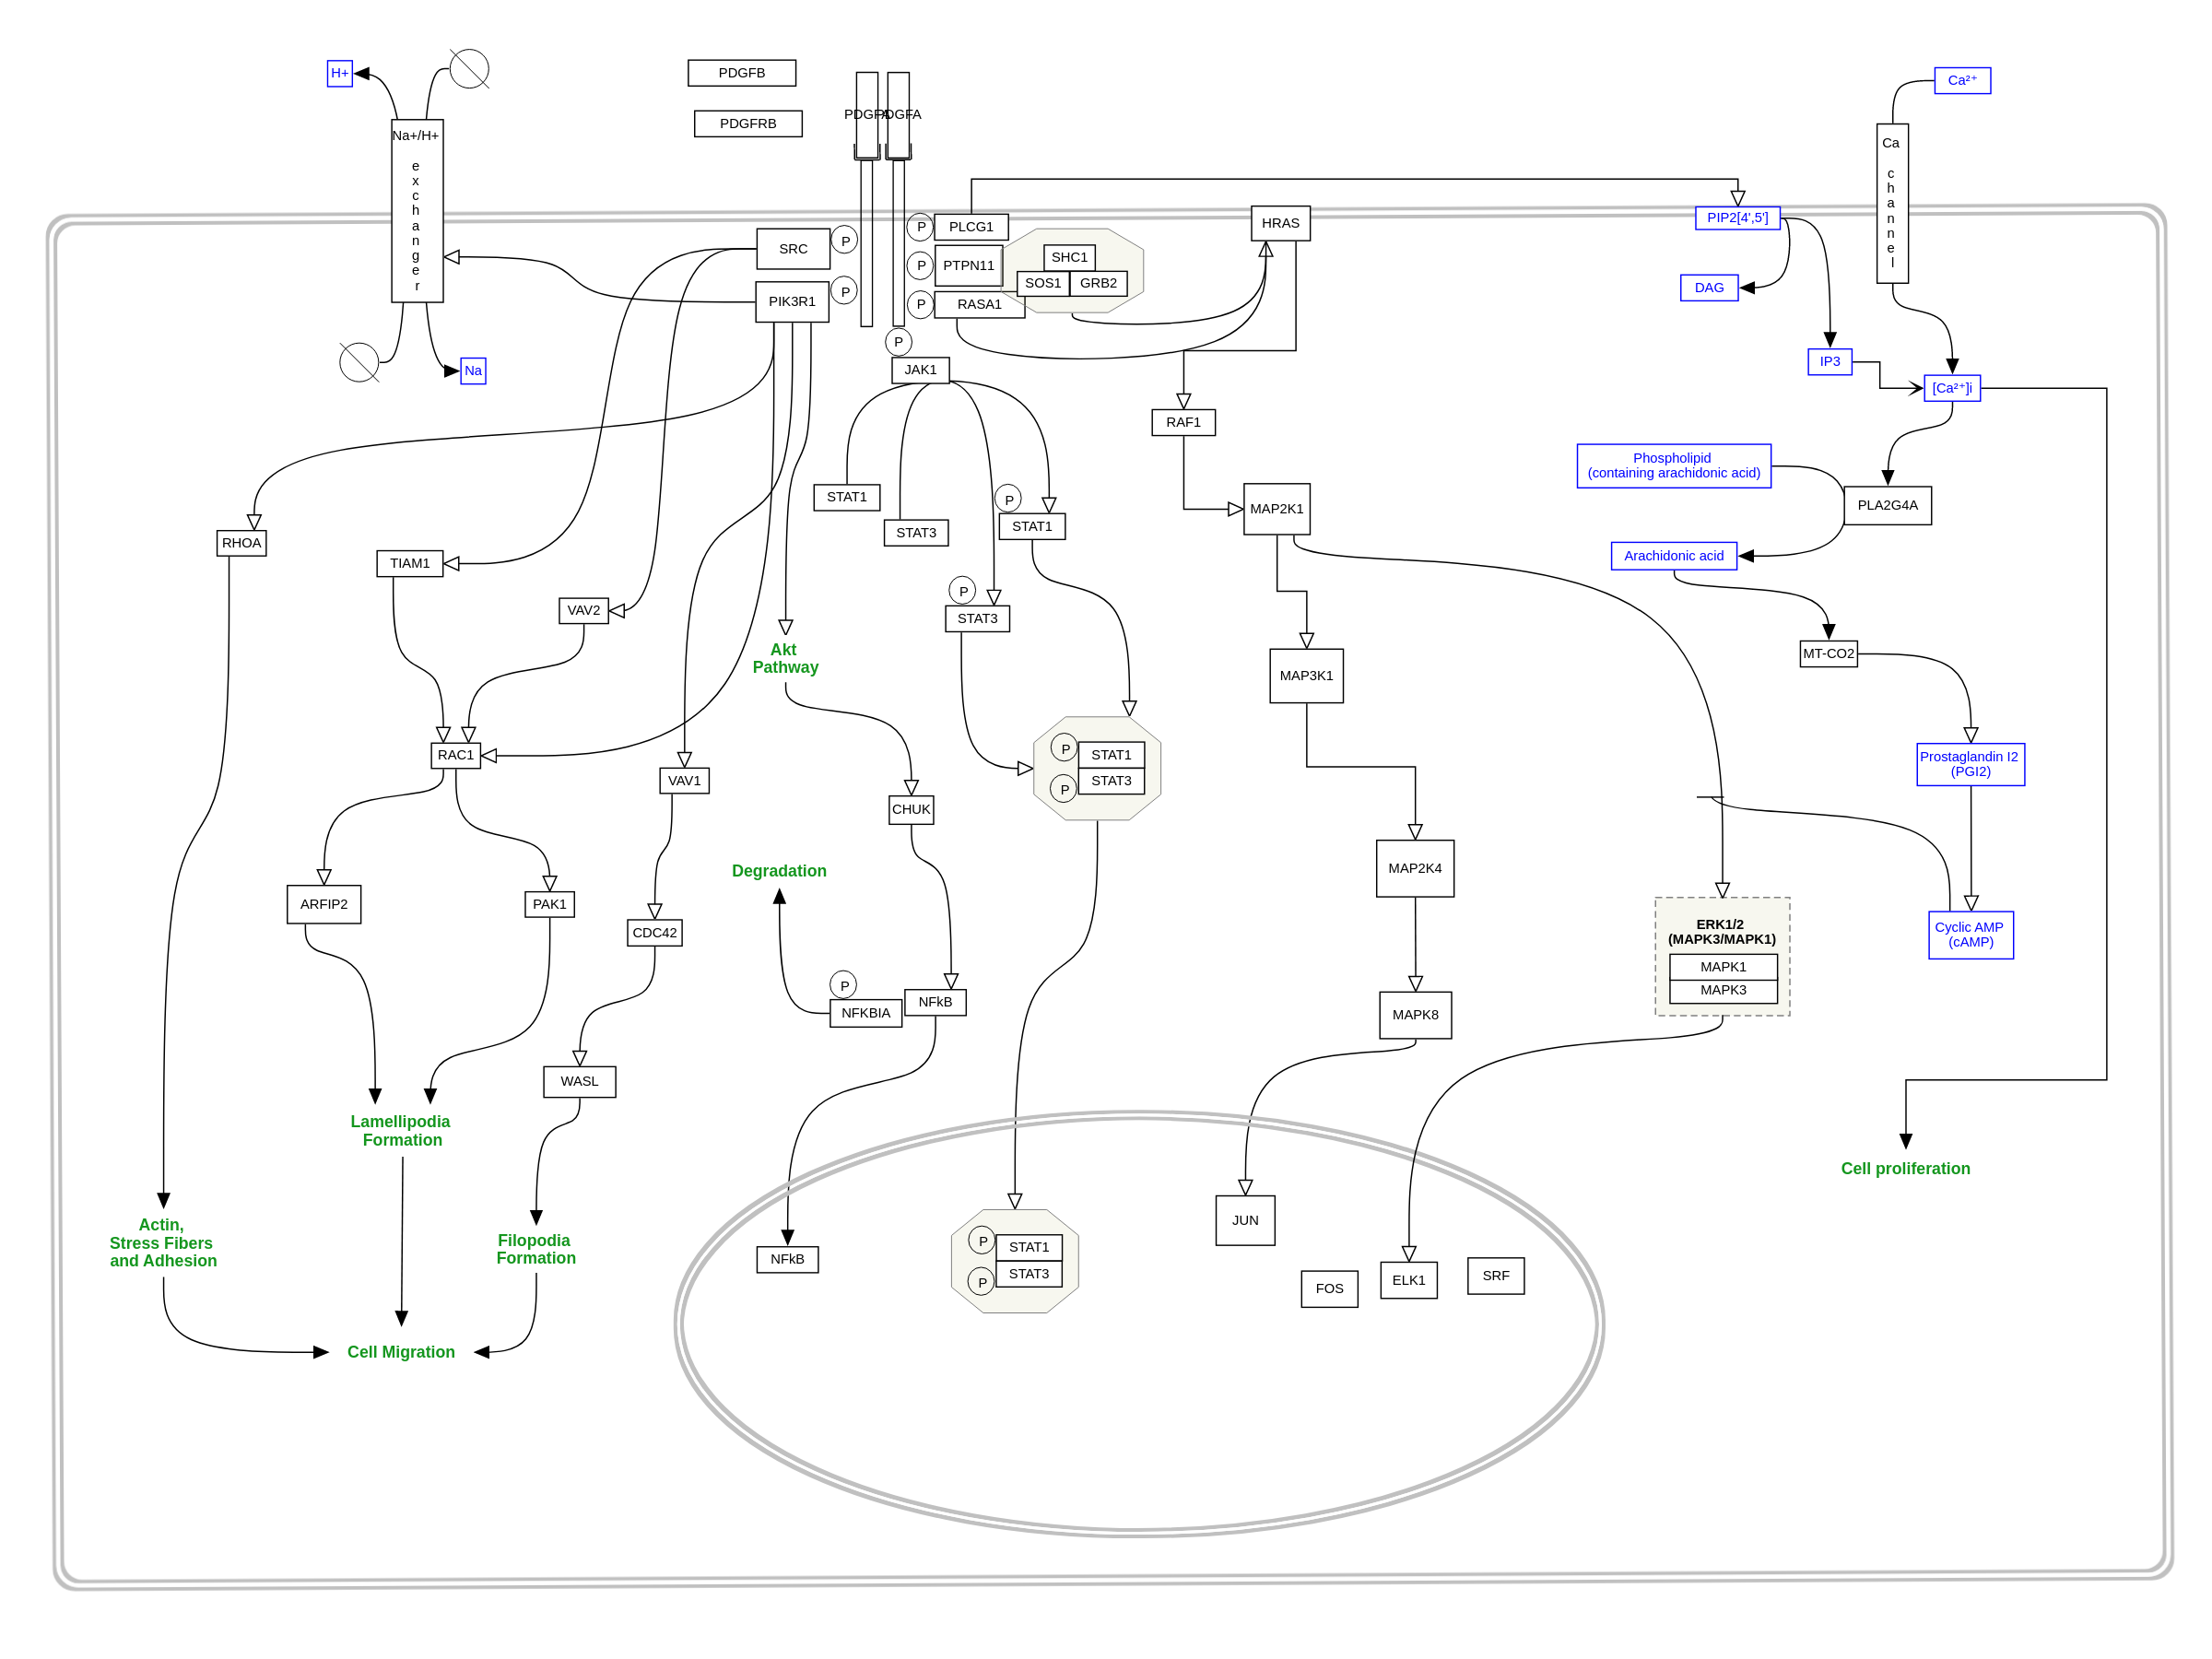 H+
PDGFB
PDGFRB
PDGFA
PDGFA
Ca²⁺
Na+/H+
e
x
c
h
a
n
g
e
r
Ca
c
h
a
n
n
e
l
SRC
P
PIK3R1
P
P
PLCG1
P
PTPN11
P
RASA1
SHC1
SOS1
GRB2
HRAS
PIP2[4',5']
DAG
IP3
[Ca²⁺]i
Na
P
JAK1
RAF1
Phospholipid
(containing arachidonic acid)
PLA2G4A
Arachidonic acid
STAT1
STAT3
P
STAT1
MAP2K1
RHOA
TIAM1
VAV2
P
STAT3
Akt
Pathway
MAP3K1
MT-CO2
RAC1
VAV1
P
STAT1
P
STAT3
Prostaglandin I2
(PGI2)
CHUK
Degradation
MAP2K4
ARFIP2
PAK1
CDC42
ERK1/2
(MAPK3/MAPK1)
MAPK1
MAPK3
Cyclic AMP
(cAMP)
P
NFKBIA
NFkB
MAPK8
WASL
Lamellipodia
Formation
Cell proliferation
Actin,
Stress Fibers
and Adhesion
Filopodia
Formation
NFkB
P
STAT1
P
STAT3
JUN
FOS
ELK1
SRF
Cell Migration